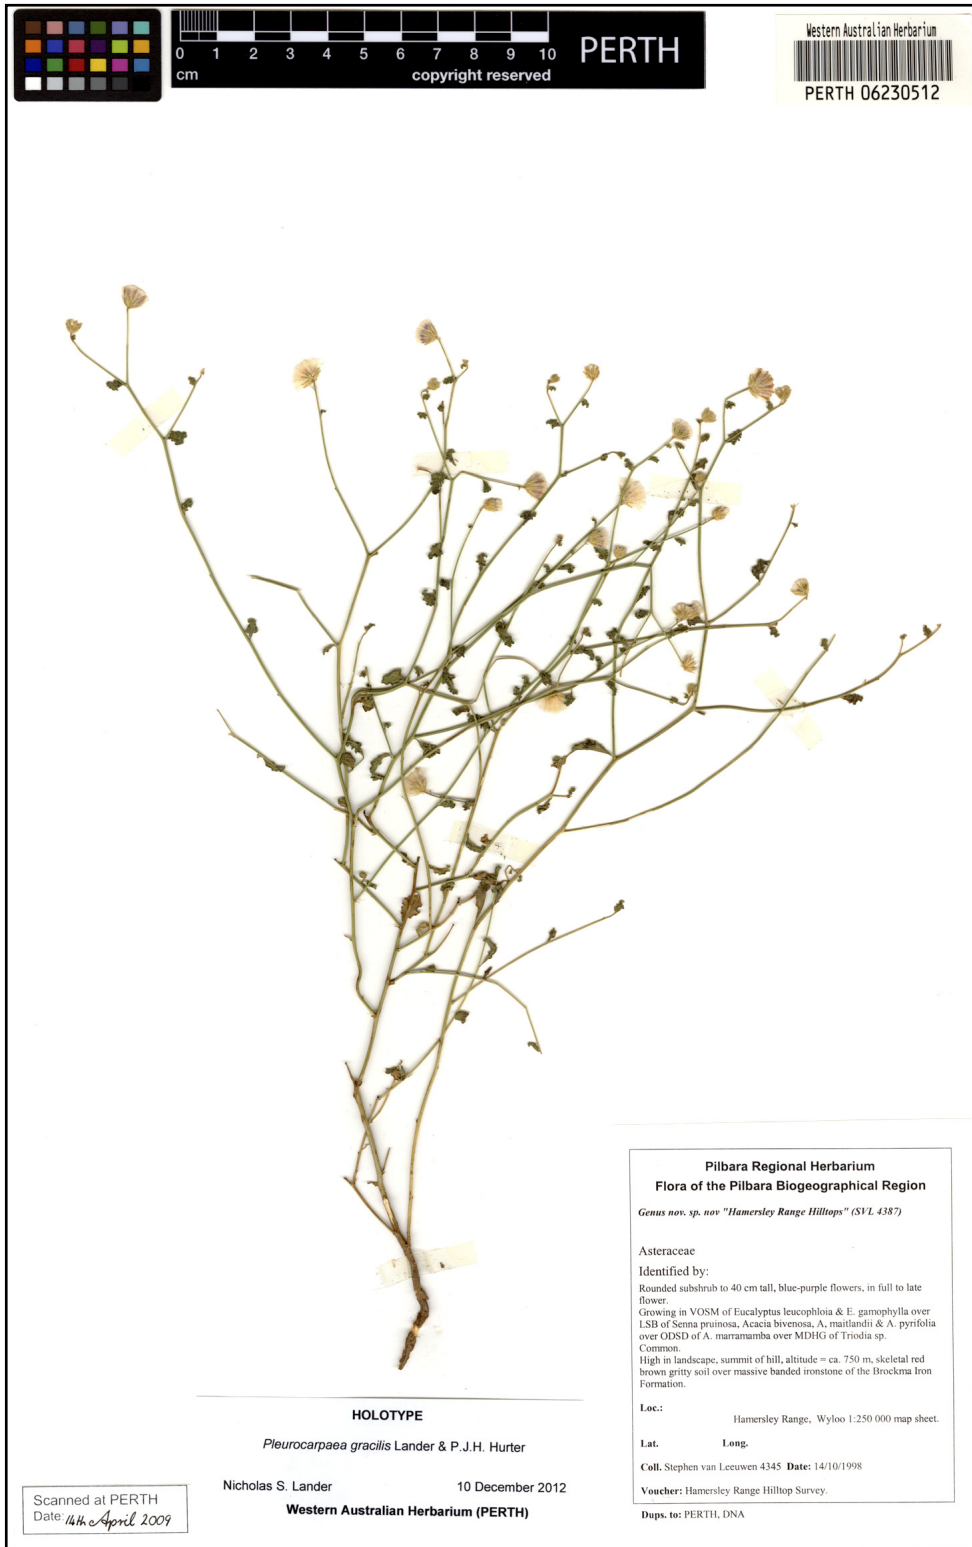 0 1 2 3 4 5 6 7 8 9 10
cm
copyright reserved
PERTH
Western Australian Herbarium
PERTH 06230512
Pilbara Regional Herbarium
Flora of the Pilbara Biogeographical Region
Genus nov. sp. nov "Hamersley Range Hilltops" (SVL 4387)
Asteraceae
Identified by:
Rounded subshrub to 40 cm tall, blue-purple flowers, in full to late
flower.
Growing in VOSM of Eucalyptus leucophloia & E. gamophylla over
LSB of Senna pruinosa, Acacia bivenosa, A, maitlandii & A. pyrifolia
over ODSD of A. marramamba over MDHG of Triodia sp.
Common.
High in landscape, summit of hill, altitude = ca. 750 m, skeletal red
brown gritty soil over massive banded ironstone of the Brockma Iron
Formation.
Loc.:
Hamersley Range, Wyloo 1:250 000 map sheet.
Lat. Long.
Coll. Stephen van Leeuwen 4345 Date: 14/10/1998
Voucher: Hamersley Range Hilltop Survey.
Dups. to: PERTH, DNA
HOLOTYPE
Pleurocarpaea gracilis Lander & P.J.H. Hurter
Nicholas S. Lander 10 December 2012
Western Australian Herbarium (PERTH)
Scanned at PERTH
Date: 14th April 2009